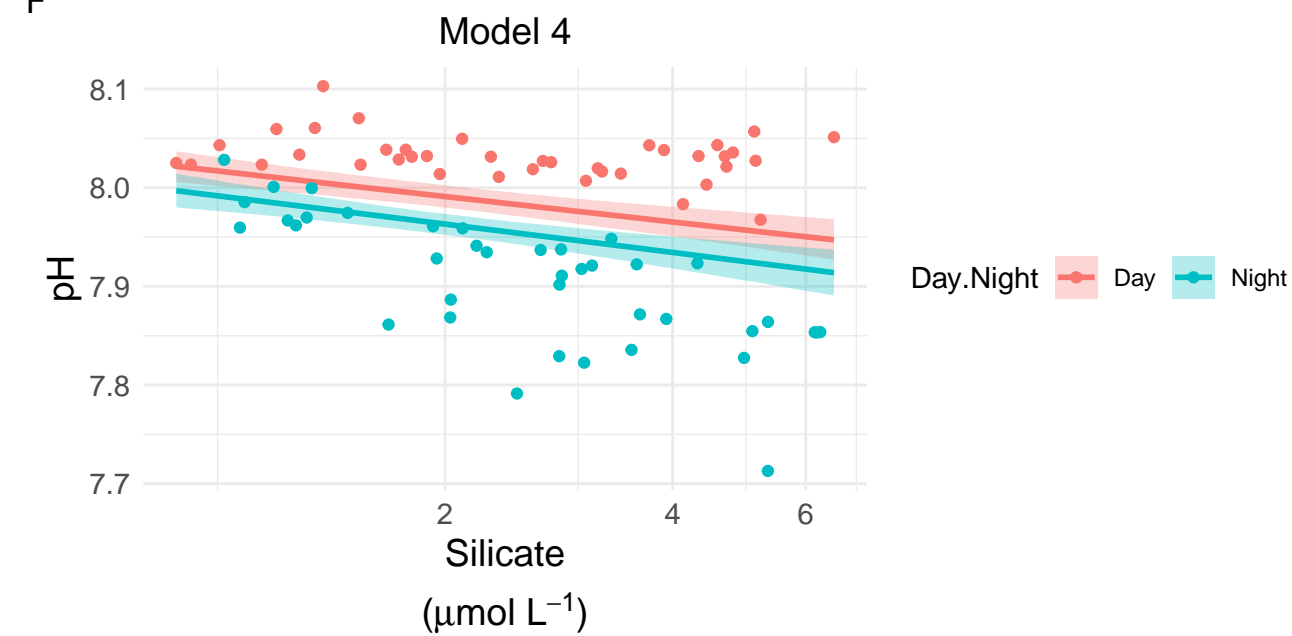 F
Model 4
8.1
8.0
7.9
7.8
7.7
pH
2 4 6
Silicate
(μmol L⁻¹)
Day.Night Day Night